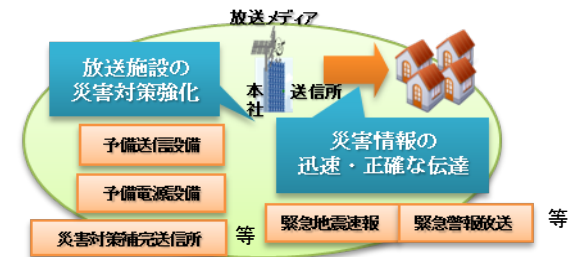 放送メディア
放送施設の
災害対策強化
本社
送信所
災害情報の
迅速・正確な伝達
予備送信設備
予備電源設備
災害対策補完送信所
等
緊急地震速報
緊急警報放送
等